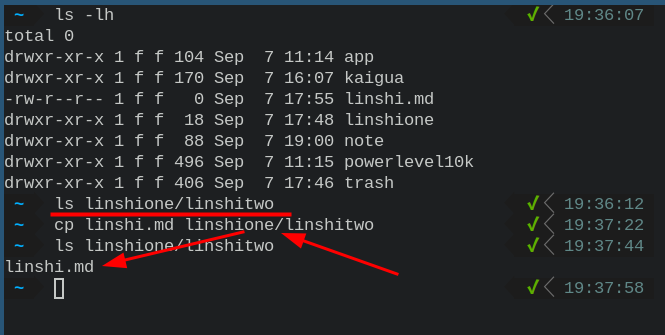 ~ ls -lh ✓ 19:36:07
total 0
drwxr-xr-x 1 f f 104 Sep  7 11:14 app
drwxr-xr-x 1 f f 170 Sep  7 16:07 kaigua
-rw-r--r-- 1 f f   0 Sep  7 17:55 linshi.md
drwxr-xr-x 1 f f  18 Sep  7 17:48 linshione
drwxr-xr-x 1 f f  88 Sep  7 19:00 note
drwxr-xr-x 1 f f 496 Sep  7 11:15 powerlevel10k
drwxr-xr-x 1 f f 406 Sep  7 17:46 trash
~ ls linshione/linshitwo ✓ 19:36:12
~ cp linshi.md linshione/linshitwo ✓ 19:37:22
~ ls linshione/linshitwo ✓ 19:37:44
linshi.md
~ ✓ 19:37:58